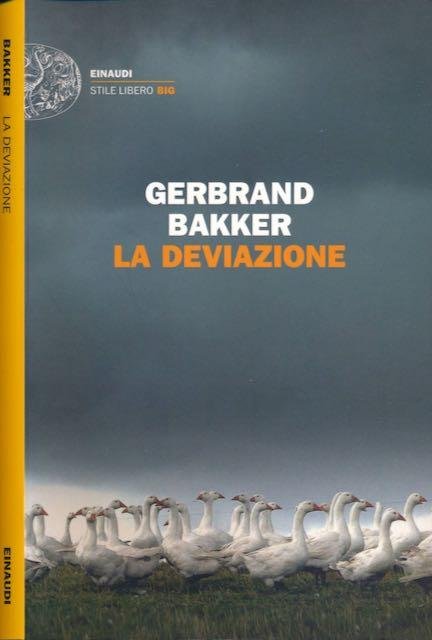 BAKKER LA DEVIAZIONE EINAUDI
EINAUDI
STILE LIBERO BIG
GERBRAND
BAKKER
LA DEVIAZIONE